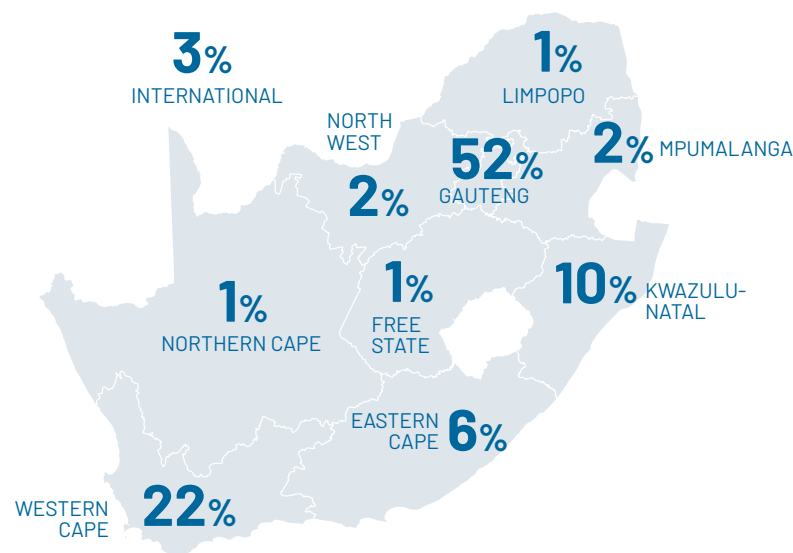 3%
INTERNATIONAL
1%
LIMPOPO
NORTH
WEST
2%
52%
GAUTENG
2% MPUMALANGA
1%
NORTHERN CAPE
1%
FREE
STATE
10% KWAZULU-
NATAL
EASTERN
CAPE 6%
WESTERN
CAPE 22%